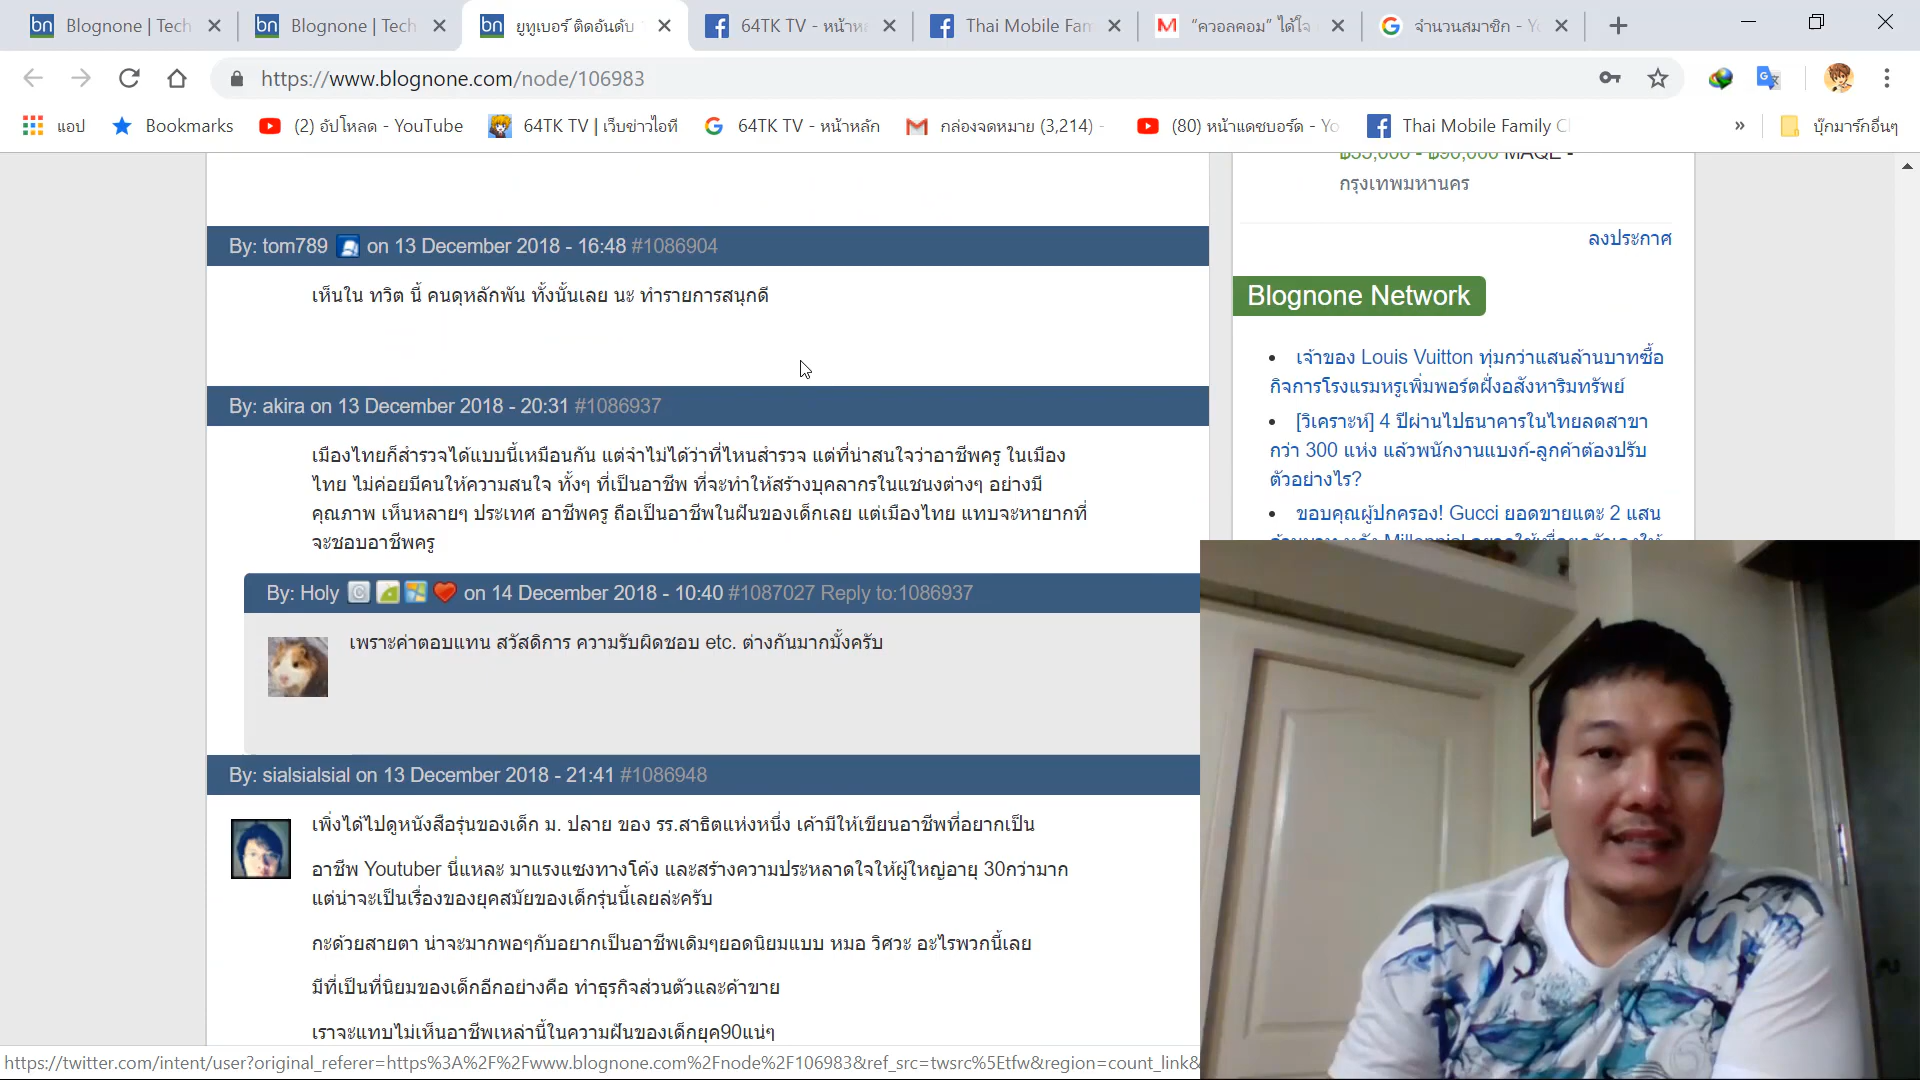 Blognone | Tech
Blognone | Tech
ยูทูเบอร์ ติดอันดับ
64TK TV - หน้าห
Thai Mobile Fam
“ควอลคอม” ได้ใจ
จำนวนสมาชิก - Yo
https://www.blognone.com/node/106983
แอป
Bookmarks
(2) อัปโหลด - YouTube
64TK TV | เว็บข่าวไอที
64TK TV - หน้าหลัก
กล่องจดหมาย (3,214) -
(80) หน้าแดชบอร์ด - Yo
Thai Mobile Family Cl
»
บุ๊กมาร์กอื่นๆ
By: tom789 on 13 December 2018 - 16:48 #1086904
เห็นใน ทวิต นี้ คนดุหลักพัน ทั้งนั้นเลย นะ ทำรายการสนุกดี
By: akira on 13 December 2018 - 20:31 #1086937
เมืองไทยก็สำรวจได้แบบนี้เหมือนกัน แต่จำไม่ได้ว่าที่ไหนสำรวจ แต่ที่น่าสนใจว่าอาชีพครู ในเมือง
ไทย ไม่ค่อยมีคนให้ความสนใจ ทั้งๆ ที่เป็นอาชีพ ที่จะทำให้สร้างบุคลากรในแขนงต่างๆ อย่างมี
คุณภาพ เห็นหลายๆ ประเทศ อาชีพครู ถือเป็นอาชีพในฝันของเด็กเลย แต่เมืองไทย แทบจะหายากที่
จะชอบอาชีพครู
By: Holy on 14 December 2018 - 10:40 #1087027 Reply to:1086937
เพราะค่าตอบแทน สวัสดิการ ความรับผิดชอบ etc. ต่างกันมากมั้งครับ
By: sialsialsial on 13 December 2018 - 21:41 #1086948
เพิ่งได้ไปดูหนังสือรุ่นของเด็ก ม. ปลาย ของ รร.สาธิตแห่งหนึ่ง เค้ามีให้เขียนอาชีพที่อยากเป็น
อาชีพ Youtuber นี่แหละ มาแรงแซงทางโค้ง และสร้างความประหลาดใจให้ผู้ใหญ่อายุ 30กว่ามาก
แต่น่าจะเป็นเรื่องของยุคสมัยของเด็กรุ่นนี้เลยล่ะครับ
กะด้วยสายตา น่าจะมากพอๆกับอยากเป็นอาชีพเดิมๆยอดนิยมแบบ หมอ วิศวะ อะไรพวกนี้เลย
มีที่เป็นที่นิยมของเด็กอีกอย่างคือ ทำธุรกิจส่วนตัวและค้าขาย
เราจะแทบไม่เห็นอาชีพเหล่านี้ในความฝันของเด็กยุค90แน่ๆ
https://twitter.com/intent/user?original_referer=https%3A%2F%2Fwww.blognone.com%2Fnode%2F106983&ref_src=twsrc%5Etfw&region=count_link&
฿35,000 - ฿90,000 MAQE -
กรุงเทพมหานคร
ลงประกาศ
Blognone Network
เจ้าของ Louis Vuitton ทุ่มกว่าแสนล้านบาทซื้อ
กิจการโรงแรมหรูเพิ่มพอร์ตฝั่งอสังหาริมทรัพย์
[วิเคราะห์] 4 ปีผ่านไปธนาคารในไทยลดสาขา
กว่า 300 แห่ง แล้วพนักงานแบงก์-ลูกค้าต้องปรับ
ตัวอย่างไร?
ขอบคุณผู้ปกครอง! Gucci ยอดขายแตะ 2 แสน